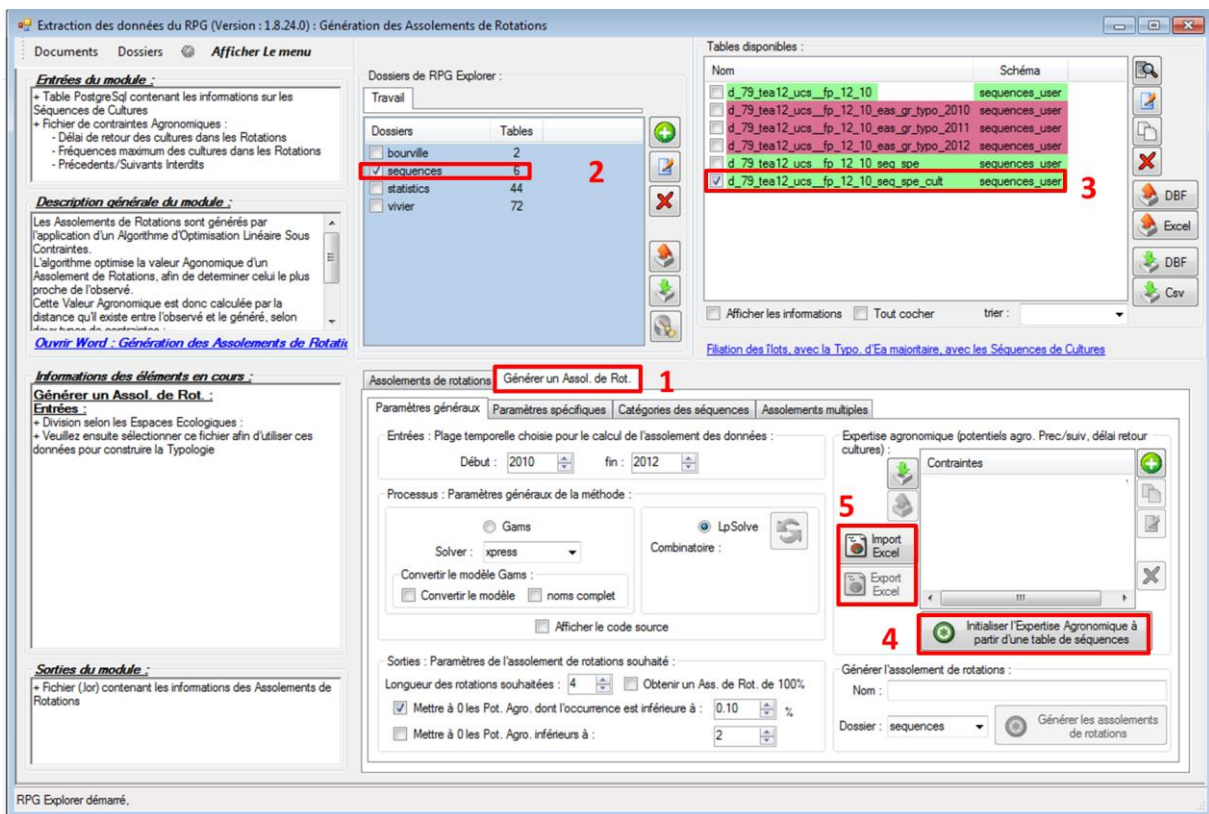 Extraction des données du RPG (Version : 1.8.24.0) : Génération des Assolements de Rotations
Documents Dossiers Afficher Le menu
Entrées du module :
+ Table PostgreSql contenant les informations sur les
Séquences de Cultures
+ Fichier de contraintes Agronomiques :
- Délai de retour des cultures dans les Rotations
- Fréquences maximum des cultures dans les Rotations
- Précedents/Suivants Interdits
Description générale du module :
Les Assolements de Rotations sont générés par
l'application d'un Algorithme d'Optimisation Linéaire Sous
Contraintes.
L'algorithme optimise la valeur Agonomique d'un
Assolement de Rotations, afin de determiner celui le plus
proche de l'observé.
Cette Valeur Agronomique est donc calculée par la
distance qu'il existe entre l'observé et le généré, selon
deux types de contraintes :
Ouvrir Word : Génération des Assolements de Rotatic
Informations des éléments en cours :
Générer un Assol. de Rot. :
Entrées :
+ Division selon les Espaces Ecologiques :
+ Veuillez ensuite sélectionner ce fichier afin d'utiliser ces
données pour construire la Typologie
Sorties du module :
+ Fichier (.lor) contenant les informations des Assolements de
Rotations
RPG Explorer démarré,
Dossiers de RPG Explorer :
Travail
Dossiers Tables
bourville 2
sequences 6
statistics 44
vivier 72
2
Tables disponibles :
Nom Schéma
d_79_tea12_ucs__fp_12_10 sequences_user
d_79_tea12_ucs__fp_12_10_eas_gr_typo_2010 sequences_user
d_79_tea12_ucs__fp_12_10_eas_gr_typo_2011 sequences_user
d_79_tea12_ucs__fp_12_10_eas_gr_typo_2012 sequences_user
d_79_tea12_ucs__fp_12_10_seq_spe sequences_user
d_79_tea12_ucs__fp_12_10_seq_spe_cult sequences_user
3
DBF
Excel
DBF
Csv
Afficher les informations Tout cocher trier :
Filiation des îlots, avec la Typo. d'Ea majoritaire, avec les Séquences de Cultures
Assolements de rotations Générer un Assol. de Rot.
1
Paramètres généraux Paramètres spécifiques Catégories des séquences Assolements multiples
Entrées : Plage temporelle choisie pour le calcul de l'assolement des données :
Début : 2010 fin : 2012
Processus : Paramètres généraux de la méthode :
Gams
Solver : xpress
Convertir le modèle Gams :
Convertir le modèle noms complet
LpSolve
Combinatoire :
Afficher le code source
Sorties : Paramètres de l'assolement de rotations souhaité :
Longueur des rotations souhaitées : 4 Obtenir un Ass. de Rot. de 100%
Mettre à 0 les Pot. Agro. dont l'occurrence est inférieure à : 0.10 %
Mettre à 0 les Pot. Agro. inférieurs à : 2
Expertise agronomique (potentiels agro. Prec/suiv, délai retour
cultures) :
Contraintes
5
Import
Excel
Export
Excel
4
Initialiser l'Expertise Agronomique à
partir d'une table de séquences
Générer l'assolement de rotations :
Nom :
Dossier : sequences
Générer les assolements
de rotations